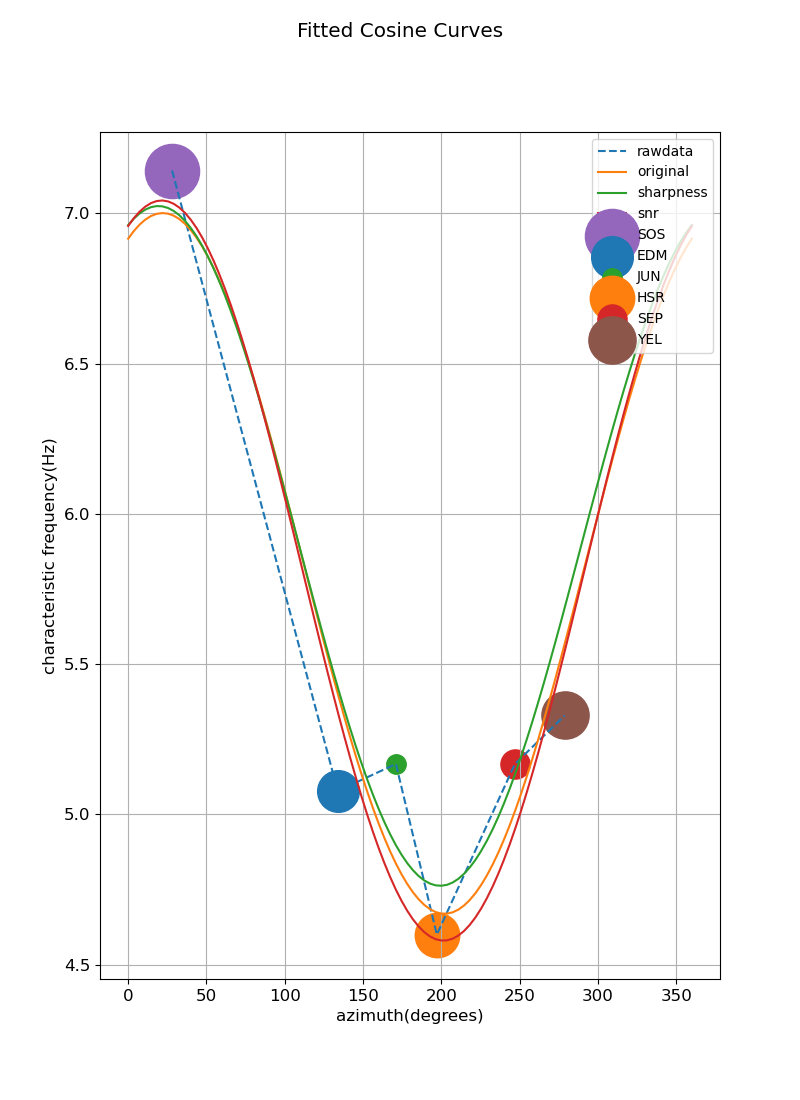 Fitted Cosine Curves
rawdata
original
sharpness
snr
SOS
EDM
JUN
HSR
SEP
YEL
7.0
6.5
6.0
5.5
5.0
4.5
characteristic frequency(Hz)
0 50 100 150 200 250 300 350
azimuth(degrees)